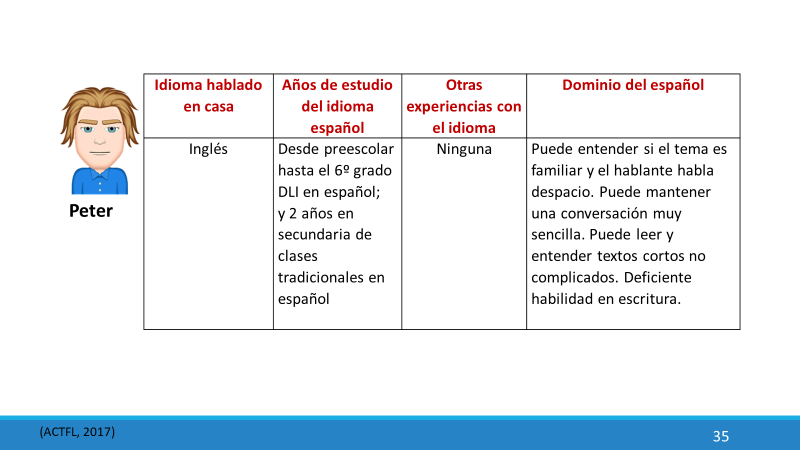 Idioma hablado
en casa
Años de estudio
del idioma
español
Otras
experiencias con
el idioma
Dominio del español
Inglés
Desde preescolar
hasta el 6º grado
DLI en español;
y 2 años en
secundaria de
clases
tradicionales en
español
Ninguna
Puede entender si el tema es
familiar y el hablante habla
despacio. Puede mantener
una conversación muy
sencilla. Puede leer y
entender textos cortos no
complicados. Deficiente
habilidad en escritura.
Peter
(ACTFL, 2017)
35